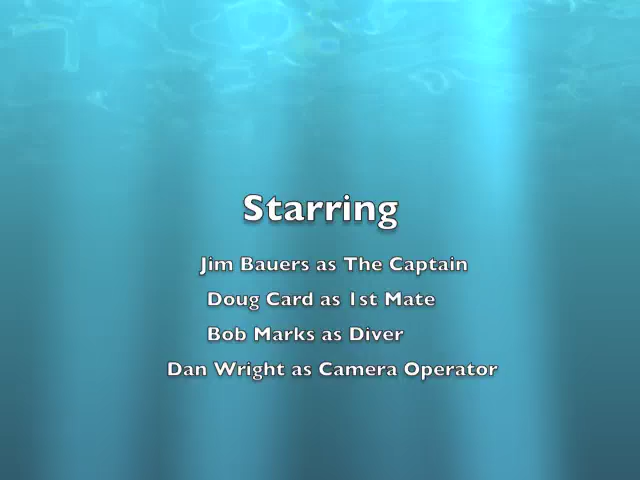 Starring
Jim Bauers as The Captain
Doug Card as 1st Mate
Bob Marks as Diver
Dan Wright as Camera Operator